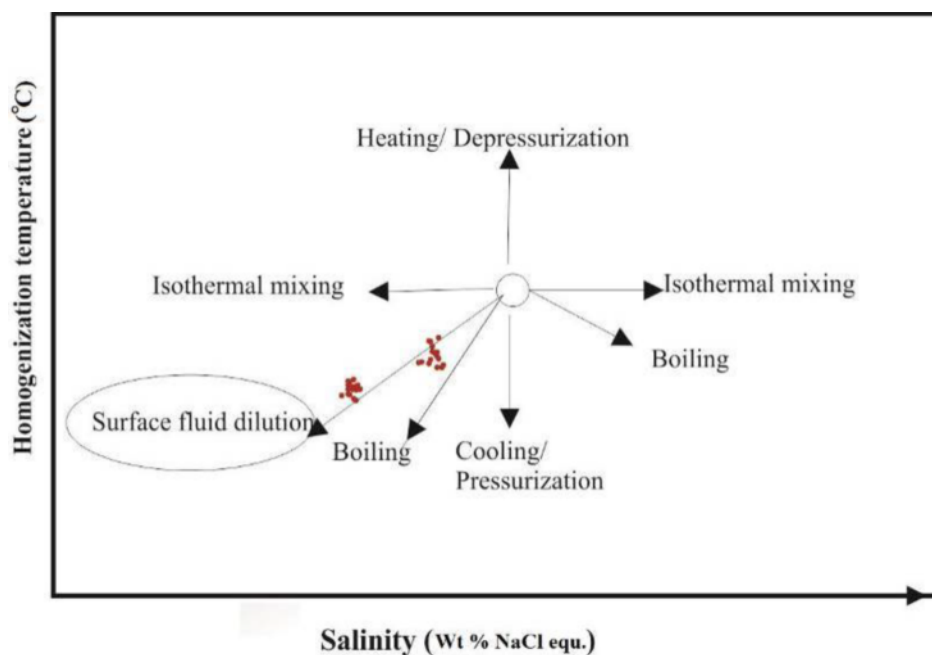 Homogenization temperature (°C)
Heating/ Depressurization
Isothermal mixing
Isothermal mixing
Boiling
Surface fluid dilution
Boiling
Cooling/
Pressurization
Salinity (Wt % NaCl equ.)